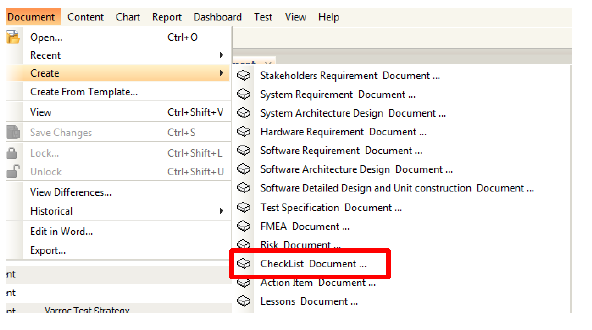 Document Content Chart Report Dashboard Test View Help
Open... Ctrl+O
Recent
Create
Create From Template...
View Ctrl+Shift+V
Save Changes Ctrl+S
Lock... Ctrl+Shift+L
Unlock Ctrl+Shift+U
View Differences...
Historical
Edit in Word...
Export...
Stakeholders Requirement Document ...
System Requirement Document ...
System Architecture Design Document ...
Hardware Requirement Document ...
Software Requirement Document ...
Software Architecture Design Document ...
Software Detailed Design and Unit construction Document ...
Test Specification Document ...
FMEA Document ...
Risk Document ...
CheckList Document ...
Action Item Document ...
Lessons Document ...
ent
nt
Varroc Test Strategy